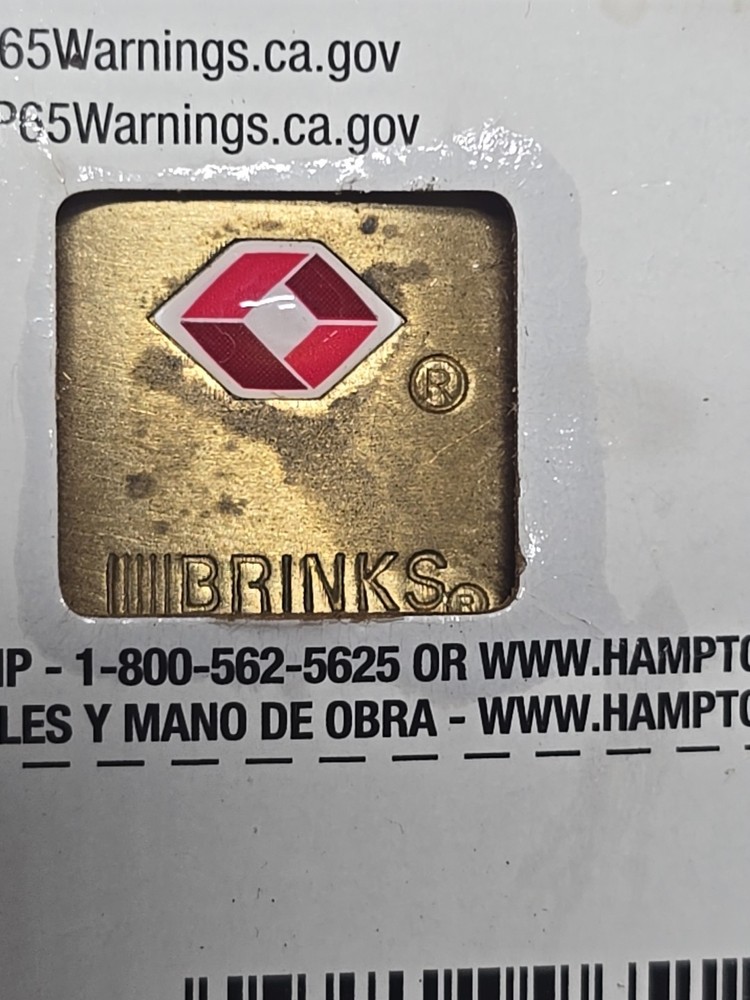 65Warnings.ca.gov
P65Warnings.ca.gov
®
BRINKS®
IP - 1-800-562-5625 OR WWW.HAMPTO
LES Y MANO DE OBRA - WWW.HAMPTO